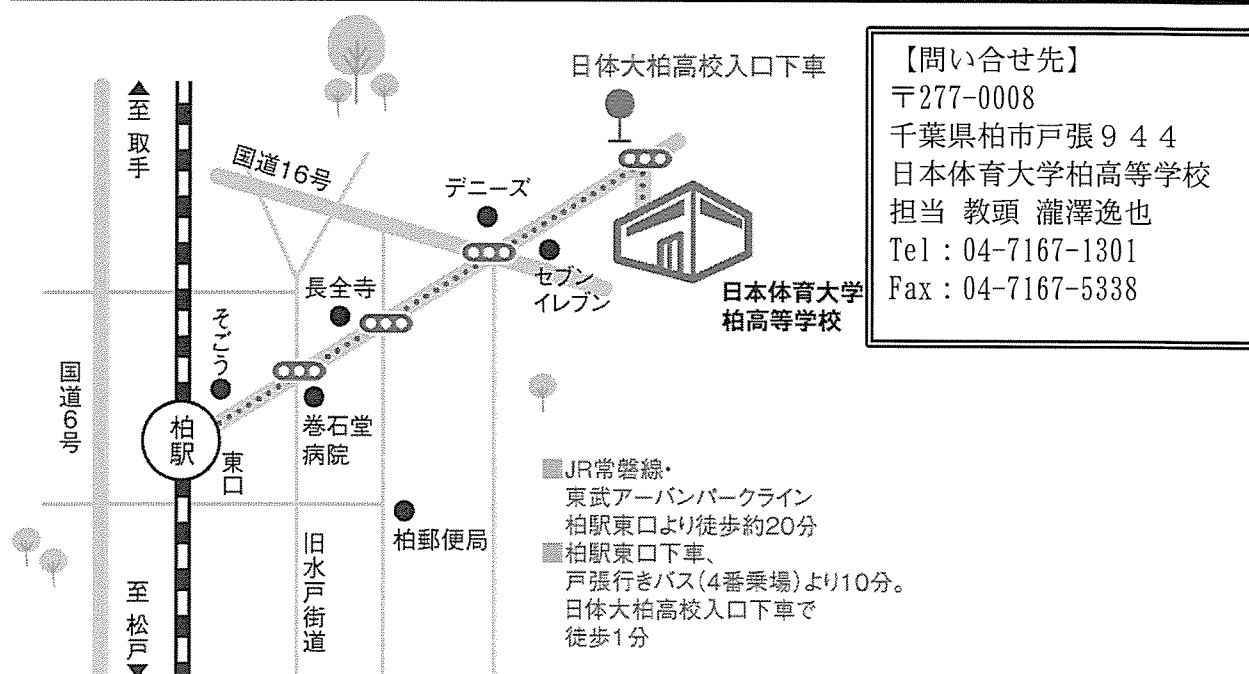 日体大柏高校入口下車
▲至 取手
国道16号
デニーズ
セブン
イレブン
日本体育大学
柏高等学校
長全寺
そごう
国道6号
柏駅
東口
巻石堂
病院
柏郵便局
旧水戸街道
至 松戸▼
【問い合せ先】
〒277-0008
千葉県柏市戸張944
日本体育大学柏高等学校
担当 教頭 瀧澤逸也
Tel：04-7167-1301
Fax：04-7167-5338
■JR常磐線・
東武アーバンパークライン
柏駅東口より徒歩約20分
■柏駅東口下車、
戸張行きバス(4番乗場)より10分。
日体大柏高校入口下車で
徒歩1分